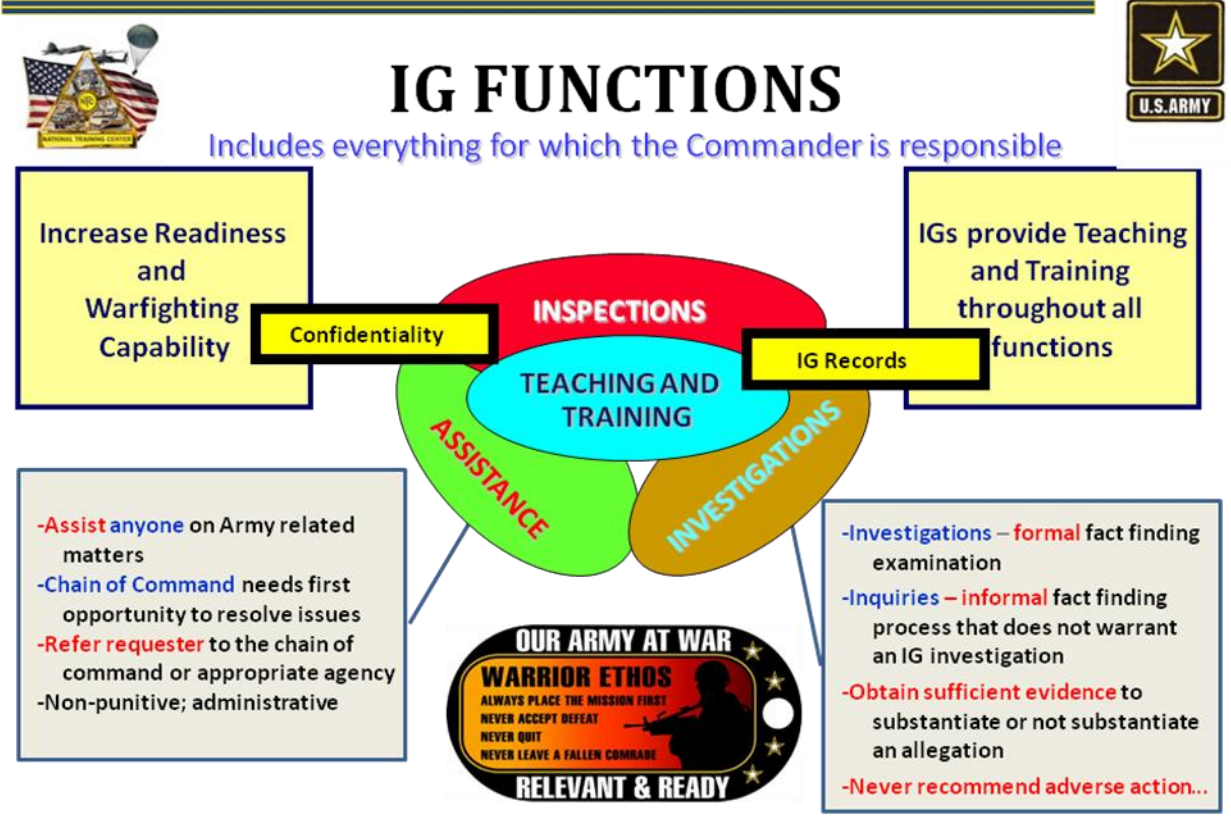 IG FUNCTIONS
Includes everything for which the Commander is responsible
NTC
NATIONAL TRAINING CENTER
U.S.ARMY
Increase Readiness
and
Warfighting
Capability
Confidentiality
IGs provide Teaching
and Training
throughout all
functions
IG Records
INSPECTIONS
TEACHING AND
TRAINING
ASSISTANCE
INVESTIGATIONS
-Assist anyone on Army related
matters
-Chain of Command needs first
opportunity to resolve issues
-Refer requester to the chain of
command or appropriate agency
-Non-punitive; administrative
OUR ARMY AT WAR
WARRIOR ETHOS
ALWAYS PLACE THE MISSION FIRST
NEVER ACCEPT DEFEAT
NEVER QUIT
NEVER LEAVE A FALLEN COMRADE
RELEVANT & READY
-Investigations – formal fact finding
examination
-Inquiries – informal fact finding
process that does not warrant
an IG investigation
-Obtain sufficient evidence to
substantiate or not substantiate
an allegation
-Never recommend adverse action...